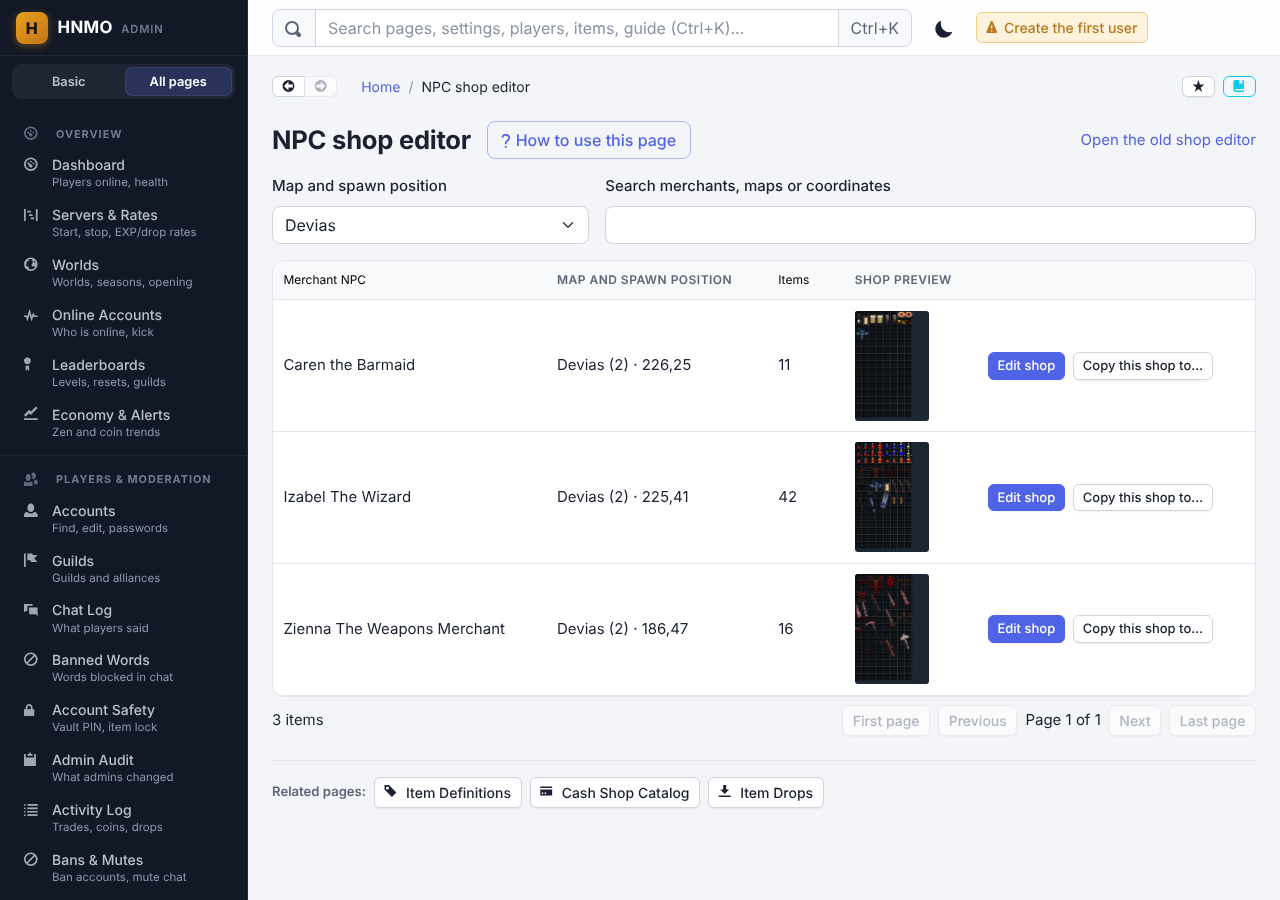 H HNMO ADMIN
Search pages, settings, players, items, guide (Ctrl+K)...
Ctrl+K
Create the first user
Basic
All pages
OVERVIEW
Dashboard
Players online, health
Servers & Rates
Start, stop, EXP/drop rates
Worlds
Worlds, seasons, opening
Online Accounts
Who is online, kick
Leaderboards
Levels, resets, guilds
Economy & Alerts
Zen and coin trends
PLAYERS & MODERATION
Accounts
Find, edit, passwords
Guilds
Guilds and alliances
Chat Log
What players said
Banned Words
Words blocked in chat
Account Safety
Vault PIN, item lock
Admin Audit
What admins changed
Activity Log
Trades, coins, drops
Bans & Mutes
Ban accounts, mute chat
Home / NPC shop editor
NPC shop editor
? How to use this page
Open the old shop editor
Map and spawn position
Search merchants, maps or coordinates
Devias
Merchant NPC MAP AND SPAWN POSITION Items SHOP PREVIEW
Caren the Barmaid Devias (2) · 226,25 11 Edit shop Copy this shop to...
Izabel The Wizard Devias (2) · 225,41 42 Edit shop Copy this shop to...
Zienna The Weapons Merchant Devias (2) · 186,47 16 Edit shop Copy this shop to...
3 items
First page Previous Page 1 of 1 Next Last page
Related pages: Item Definitions Cash Shop Catalog Item Drops